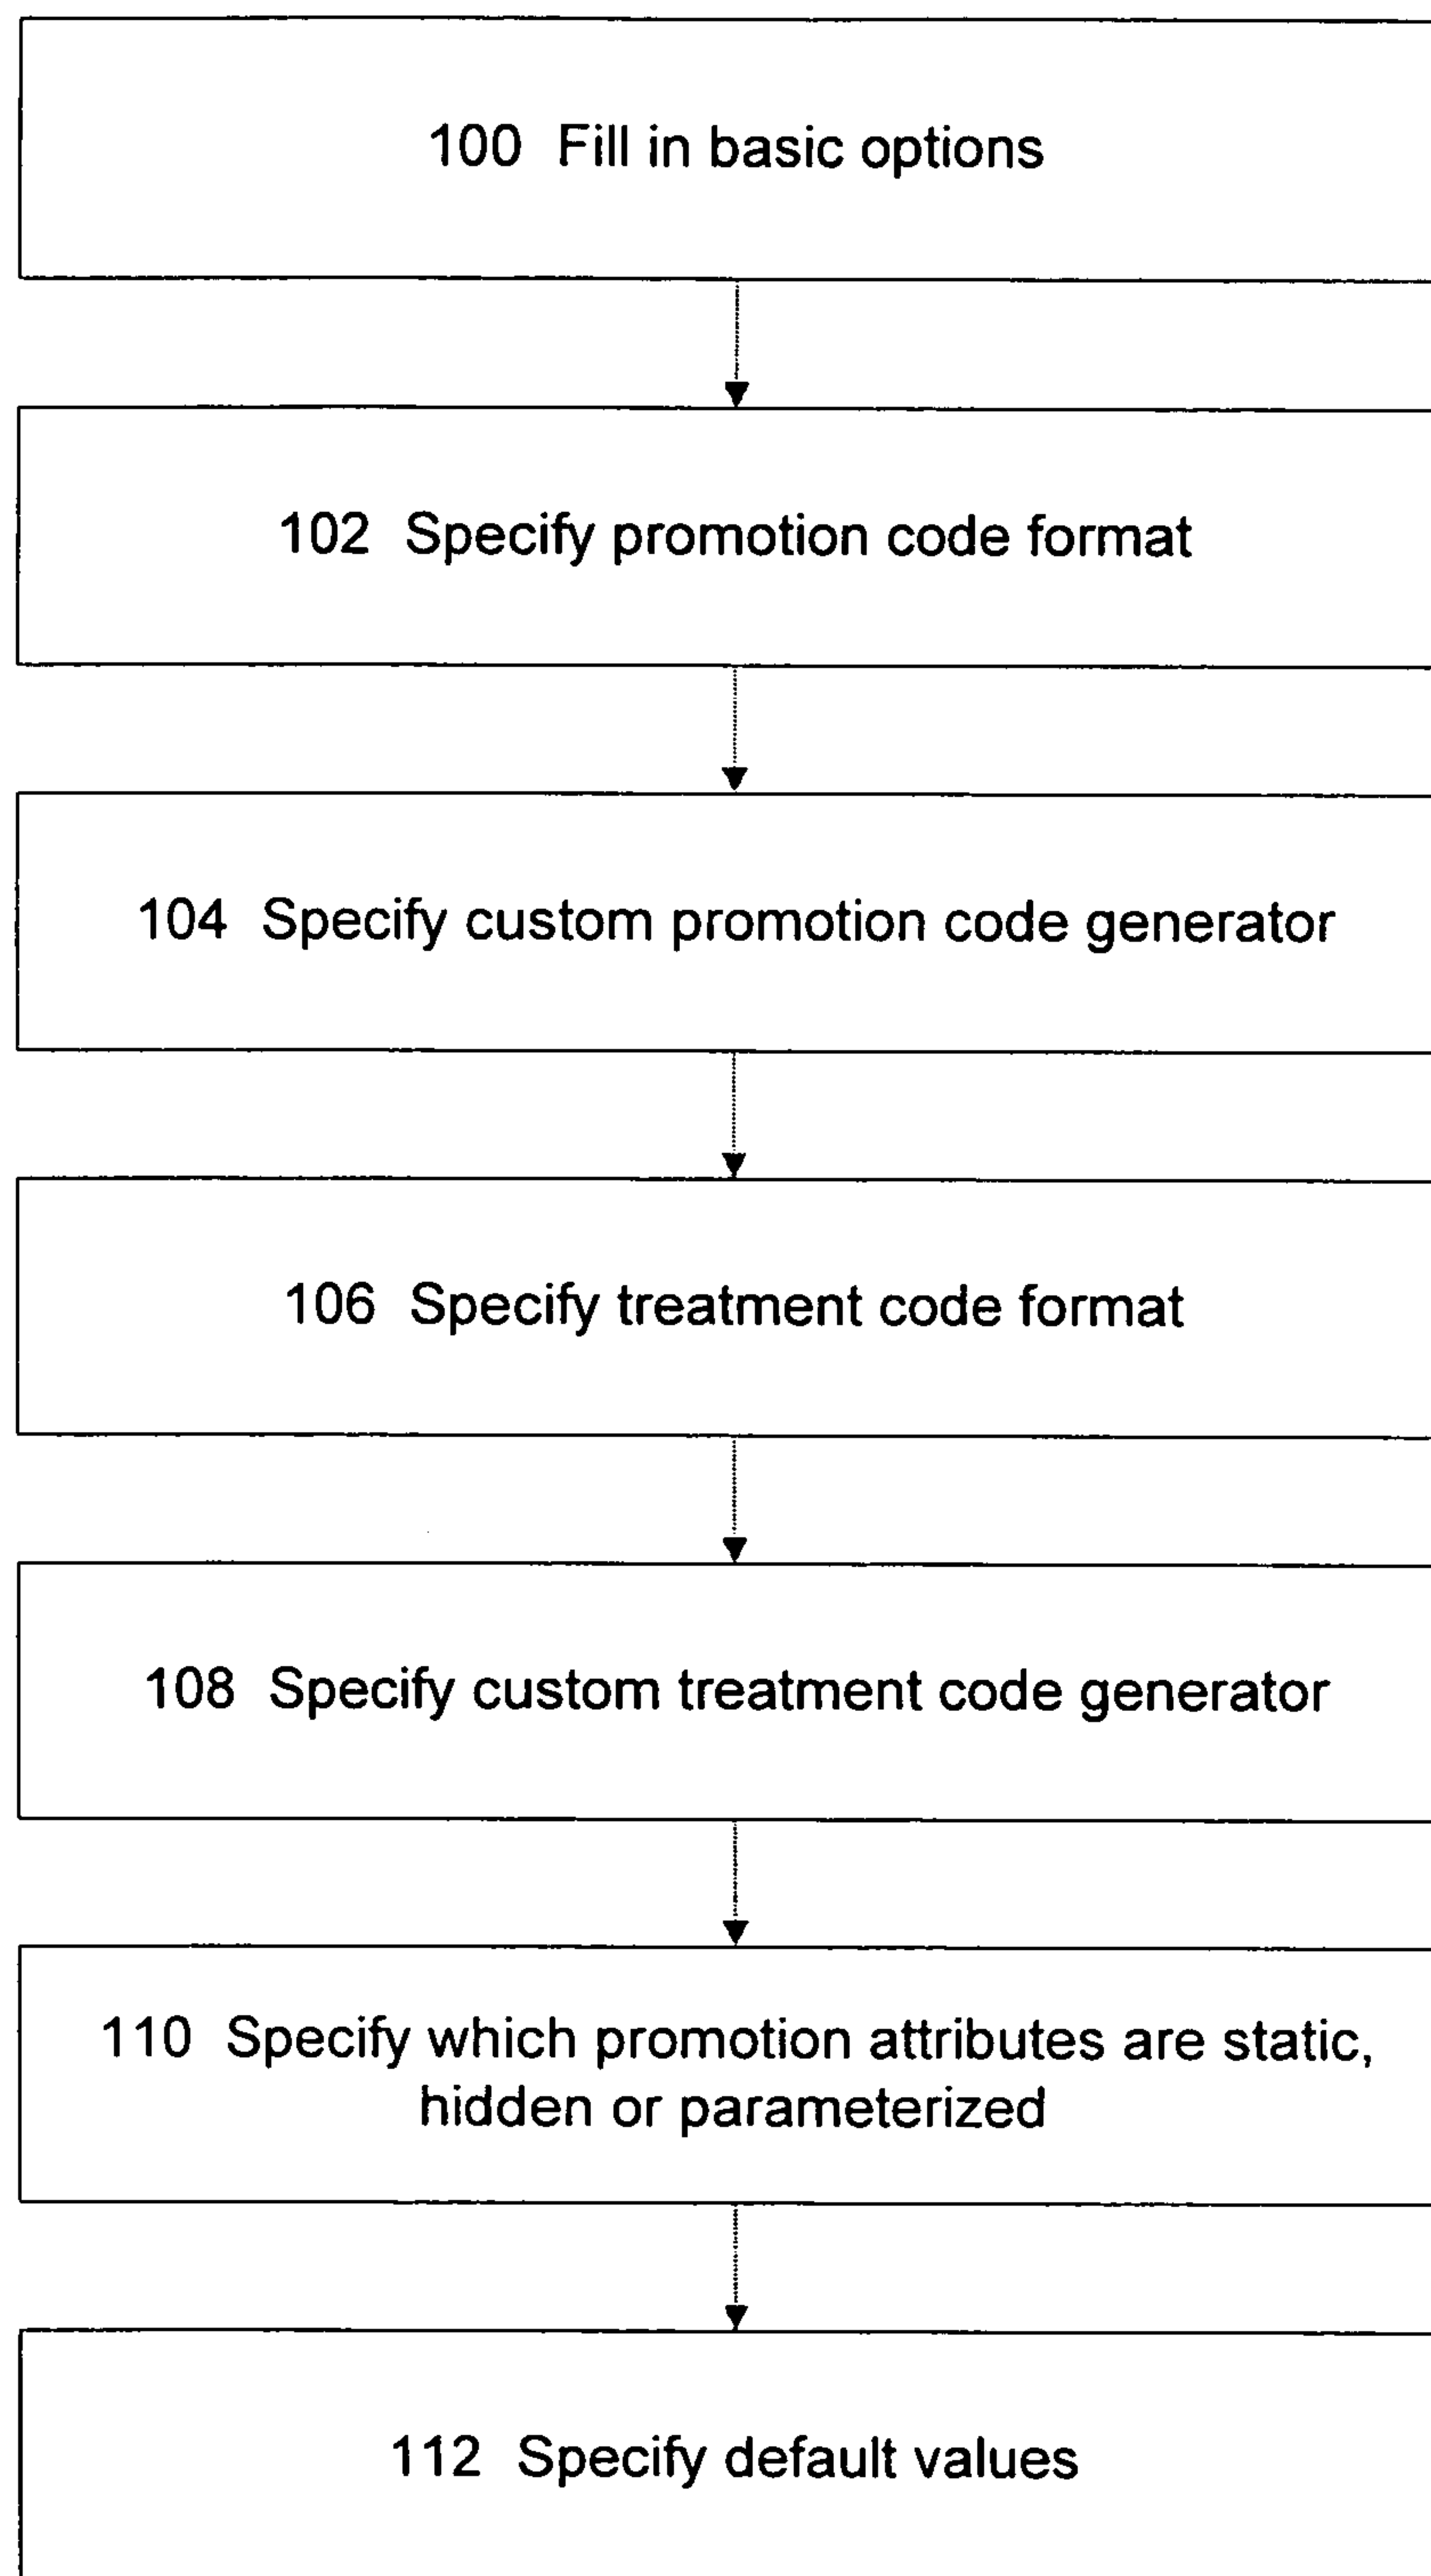 100 Fill in basic options
102 Specify promotion code format
104 Specify custom promotion code generator
106 Specify treatment code format
108 Specify custom treatment code generator
110 Specify which promotion attributes are static,
hidden or parameterized
112 Specify default values